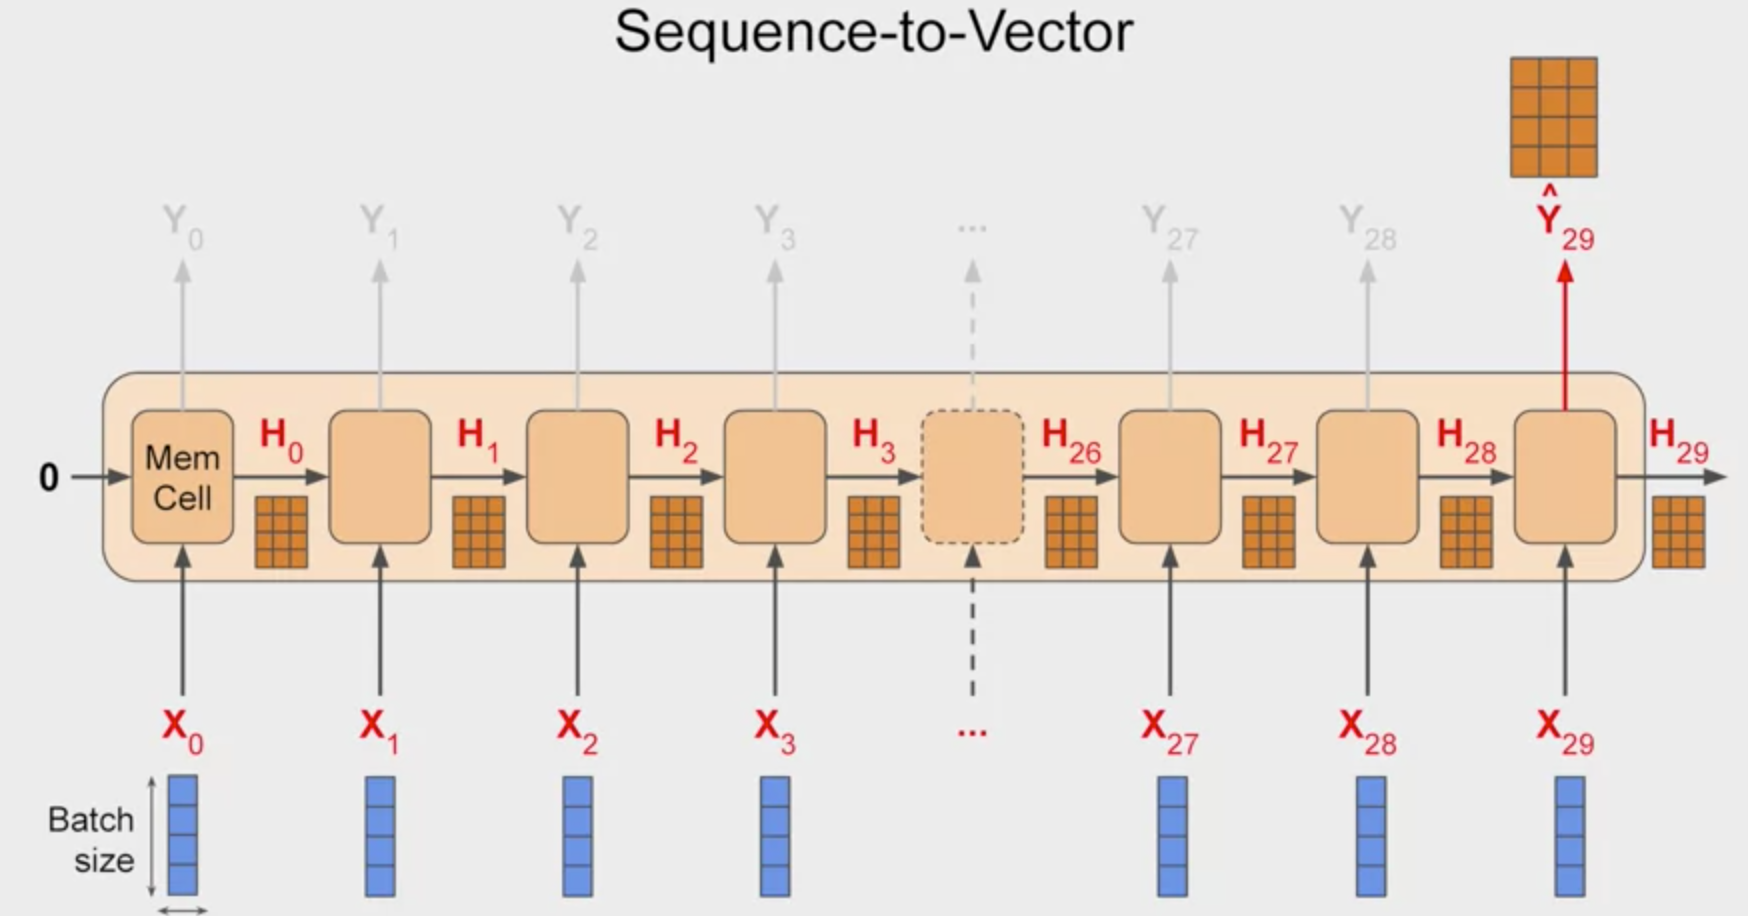 Sequence-to-Vector
Y0 Y1 Y2 Y3 ... Y27 Y28 Ŷ29
H0 H1 H2 H3 H26 H27 H28 H29
0
Mem
Cell
X0 X1 X2 X3 ... X27 X28 X29
Batch
size